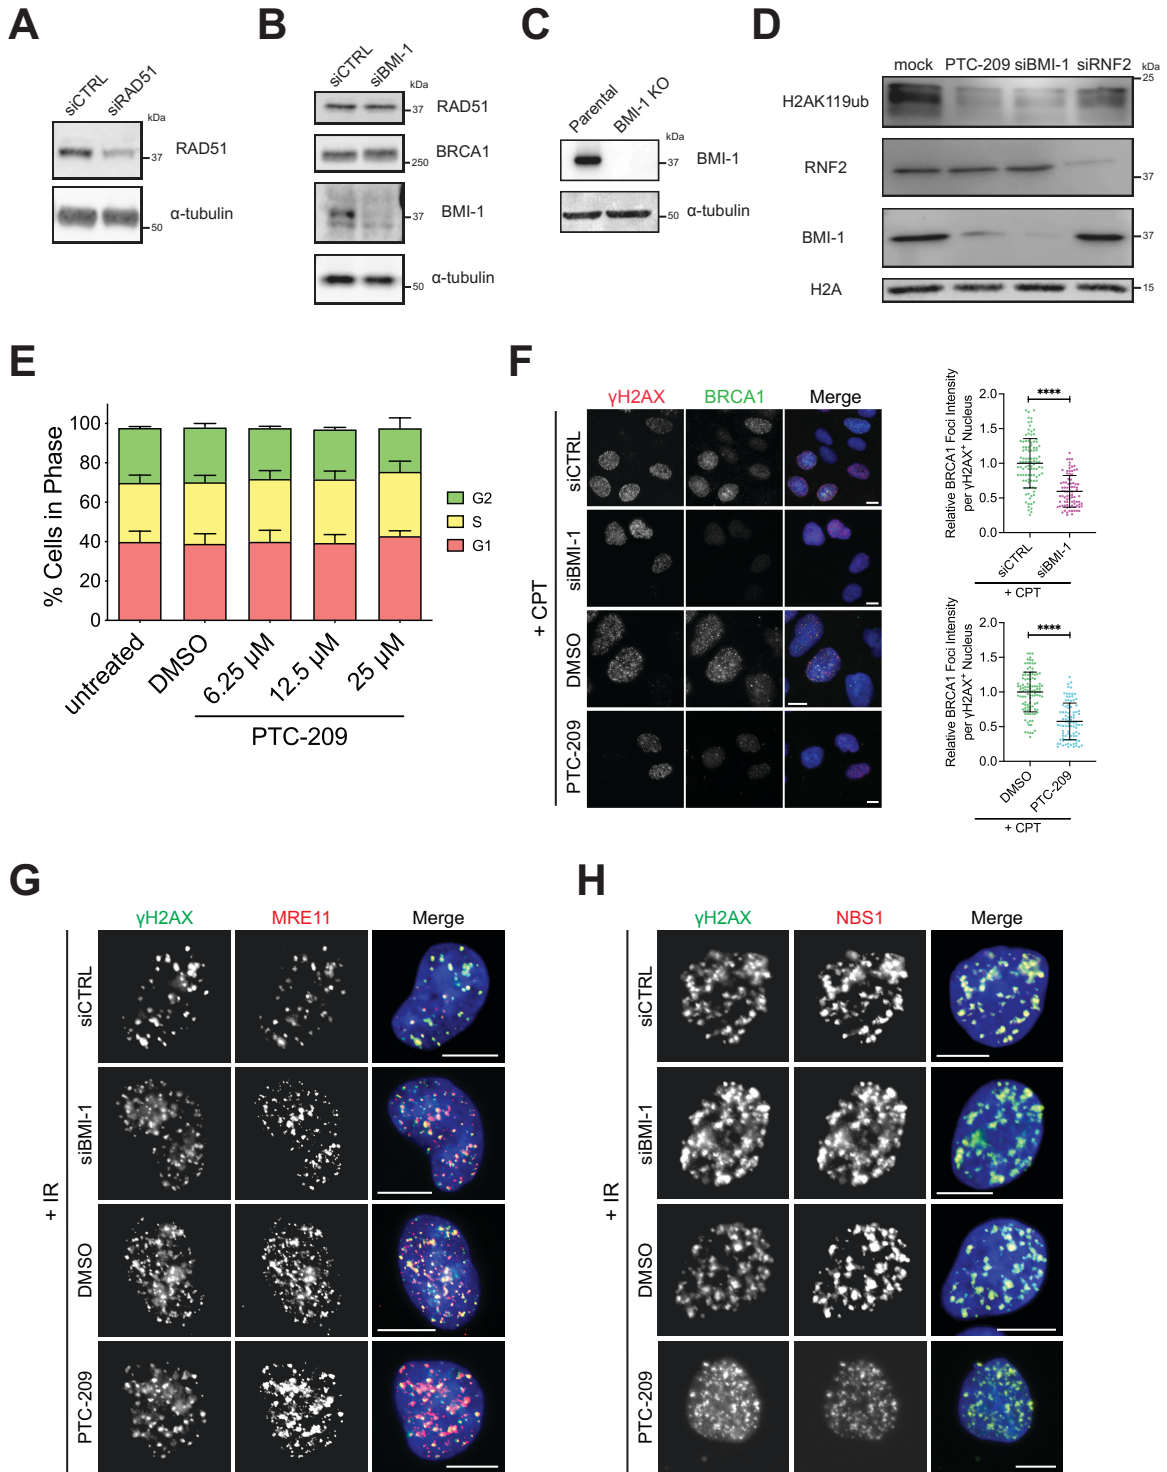 A
siCTRL
siRAD51
kDa
RAD51
37
α-tubulin
50
B
siCTRL
siBMI-1
kDa
37
RAD51
BRCA1
250
37
BMI-1
50
α-tubulin
C
Parental
BMI-1 KO
kDa
37
BMI-1
50
α-tubulin
D
mock PTC-209 siBMI-1 siRNF2
kDa
25
H2AK119ub
RNF2
37
BMI-1
37
H2A
15
E
% Cells in Phase
100
80
60
40
20
0
G2
S
G1
untreated
DMSO
6.25 µM
12.5 µM
25 µM
PTC-209
F
γH2AX BRCA1 Merge
+ CPT
siCTRL
siBMI-1
DMSO
PTC-209
Relative BRCA1 Foci Intensity
per γH2AX+ Nucleus
2.0
1.5
1.0
0.5
0.0
****
siCTRL
siBMI-1
+ CPT
Relative BRCA1 Foci Intensity
per γH2AX+ Nucleus
2.0
1.5
1.0
0.5
0.0
****
DMSO
PTC-209
+ CPT
G
γH2AX MRE11 Merge
+ IR
siCTRL
siBMI-1
DMSO
PTC-209
H
γH2AX NBS1 Merge
+ IR
siCTRL
siBMI-1
DMSO
PTC-209